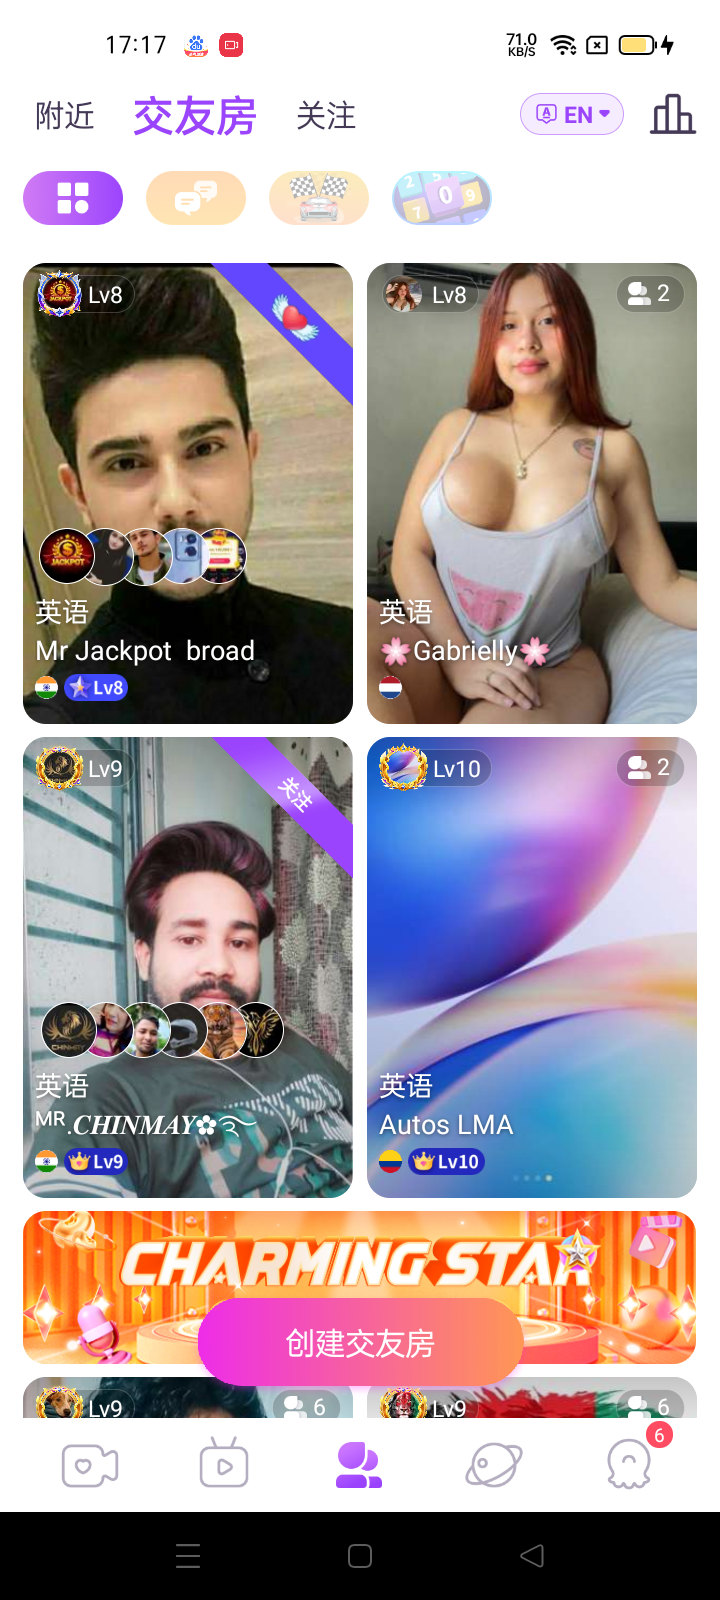 17:17
71.0
KB/S
附近 交友房 关注
EN
Lv8
Lv8
2
英语
Mr Jackpot broad
Lv8
英语
🌸Gabrielly🌸
Lv9
关注
Lv10
2
英语
ᴹᴿ.𝑪𝑯𝑰𝑵𝑴𝑨𝒀✿
Lv9
英语
Autos LMA
Lv10
CHARMING STAR
创建交友房
Lv9
6
Lv9
6
6